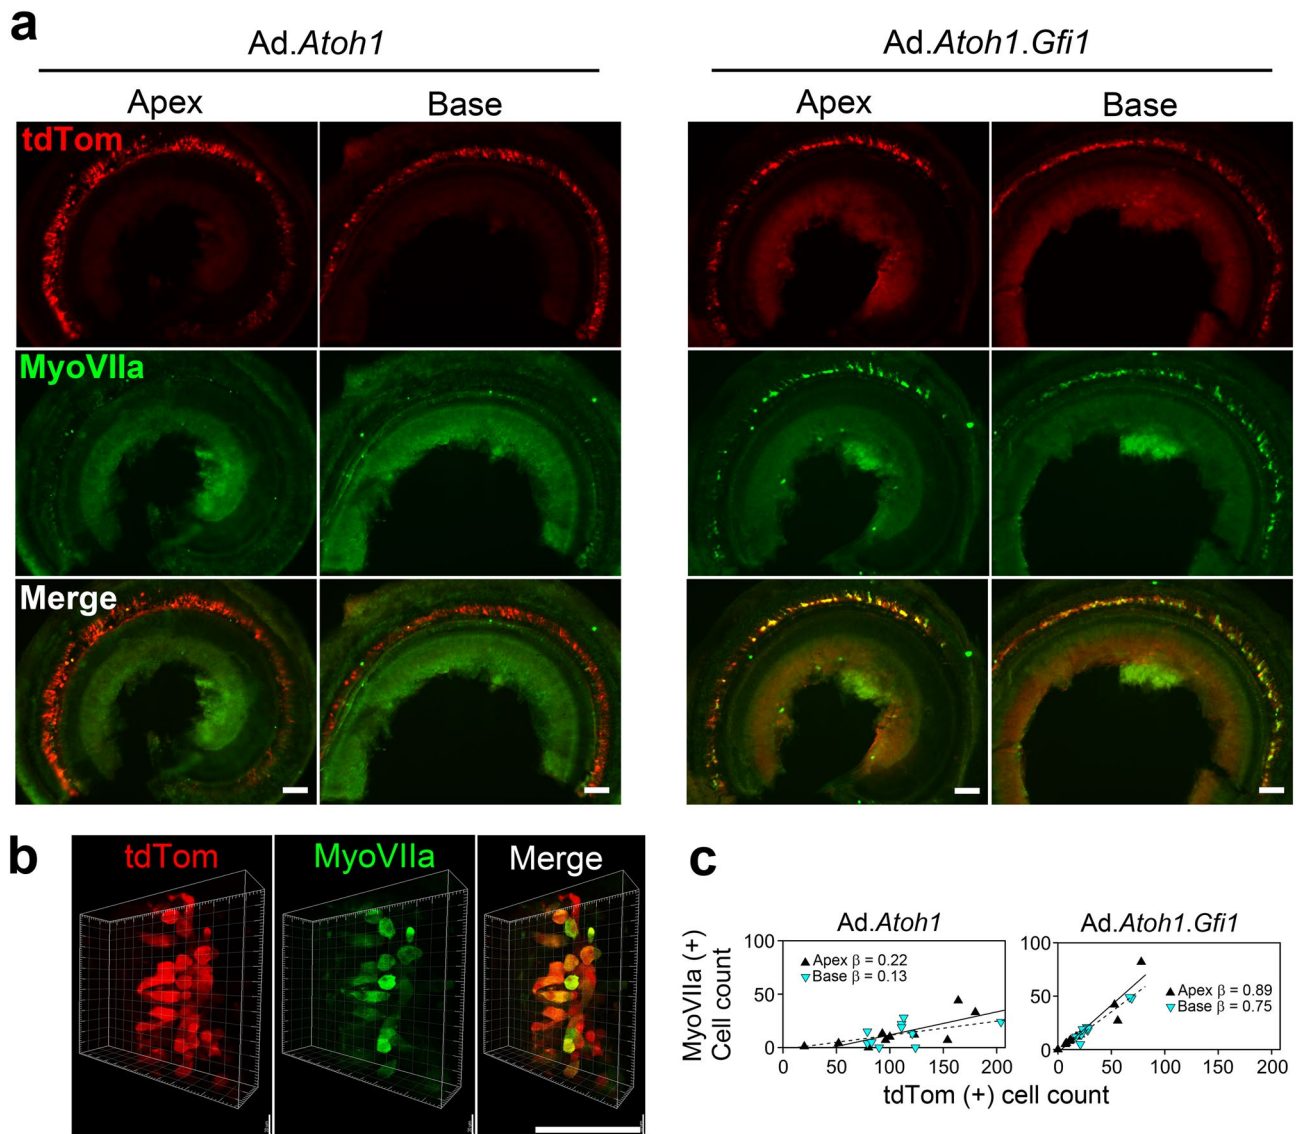 a
Ad.Atoh1
Ad.Atoh1.Gfi1
Apex
Base
Apex
Base
tdTom
MyoVIIa
Merge
b
tdTom
MyoVIIa
Merge
c
Ad.Atoh1
Ad.Atoh1.Gfi1
MyoVIIa (+)
Cell count
100
50
0
▲ Apex β = 0.22
▼ Base β = 0.13
0 50 100 150 200
100
50
0
▲ Apex β = 0.89
▼ Base β = 0.75
0 50 100 150 200
tdTom (+) cell count